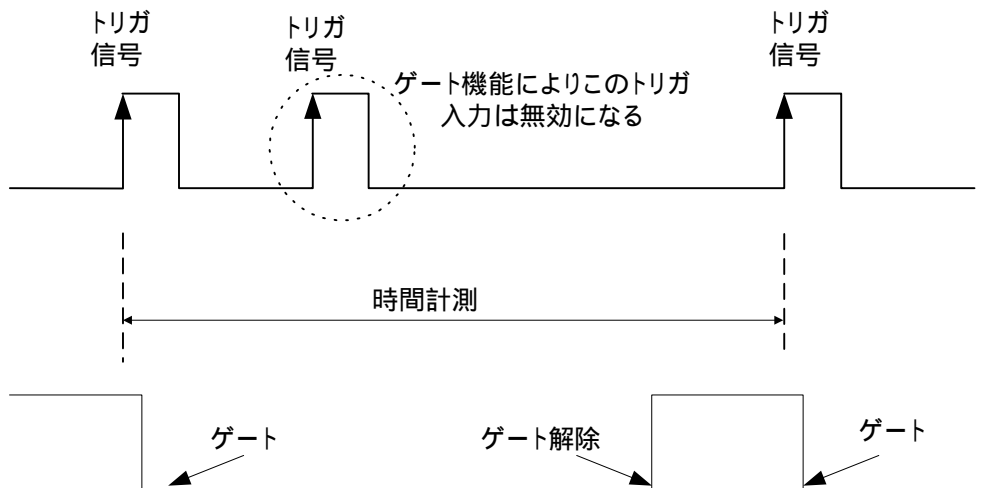 トリガ
信号
トリガ
信号
トリガ
信号
ゲート機能によりこのトリガ
入力は無効になる
時間計測
ゲート
ゲート解除
ゲート